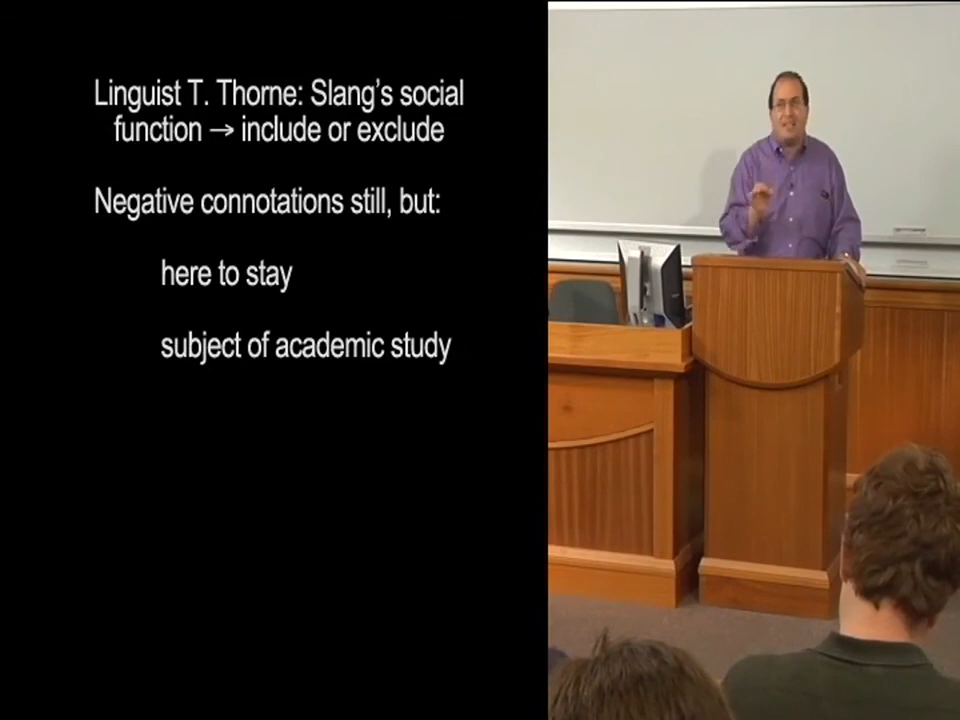 Linguist T. Thorne: Slang's social
function → include or exclude
Negative connotations still, but:
here to stay
subject of academic study